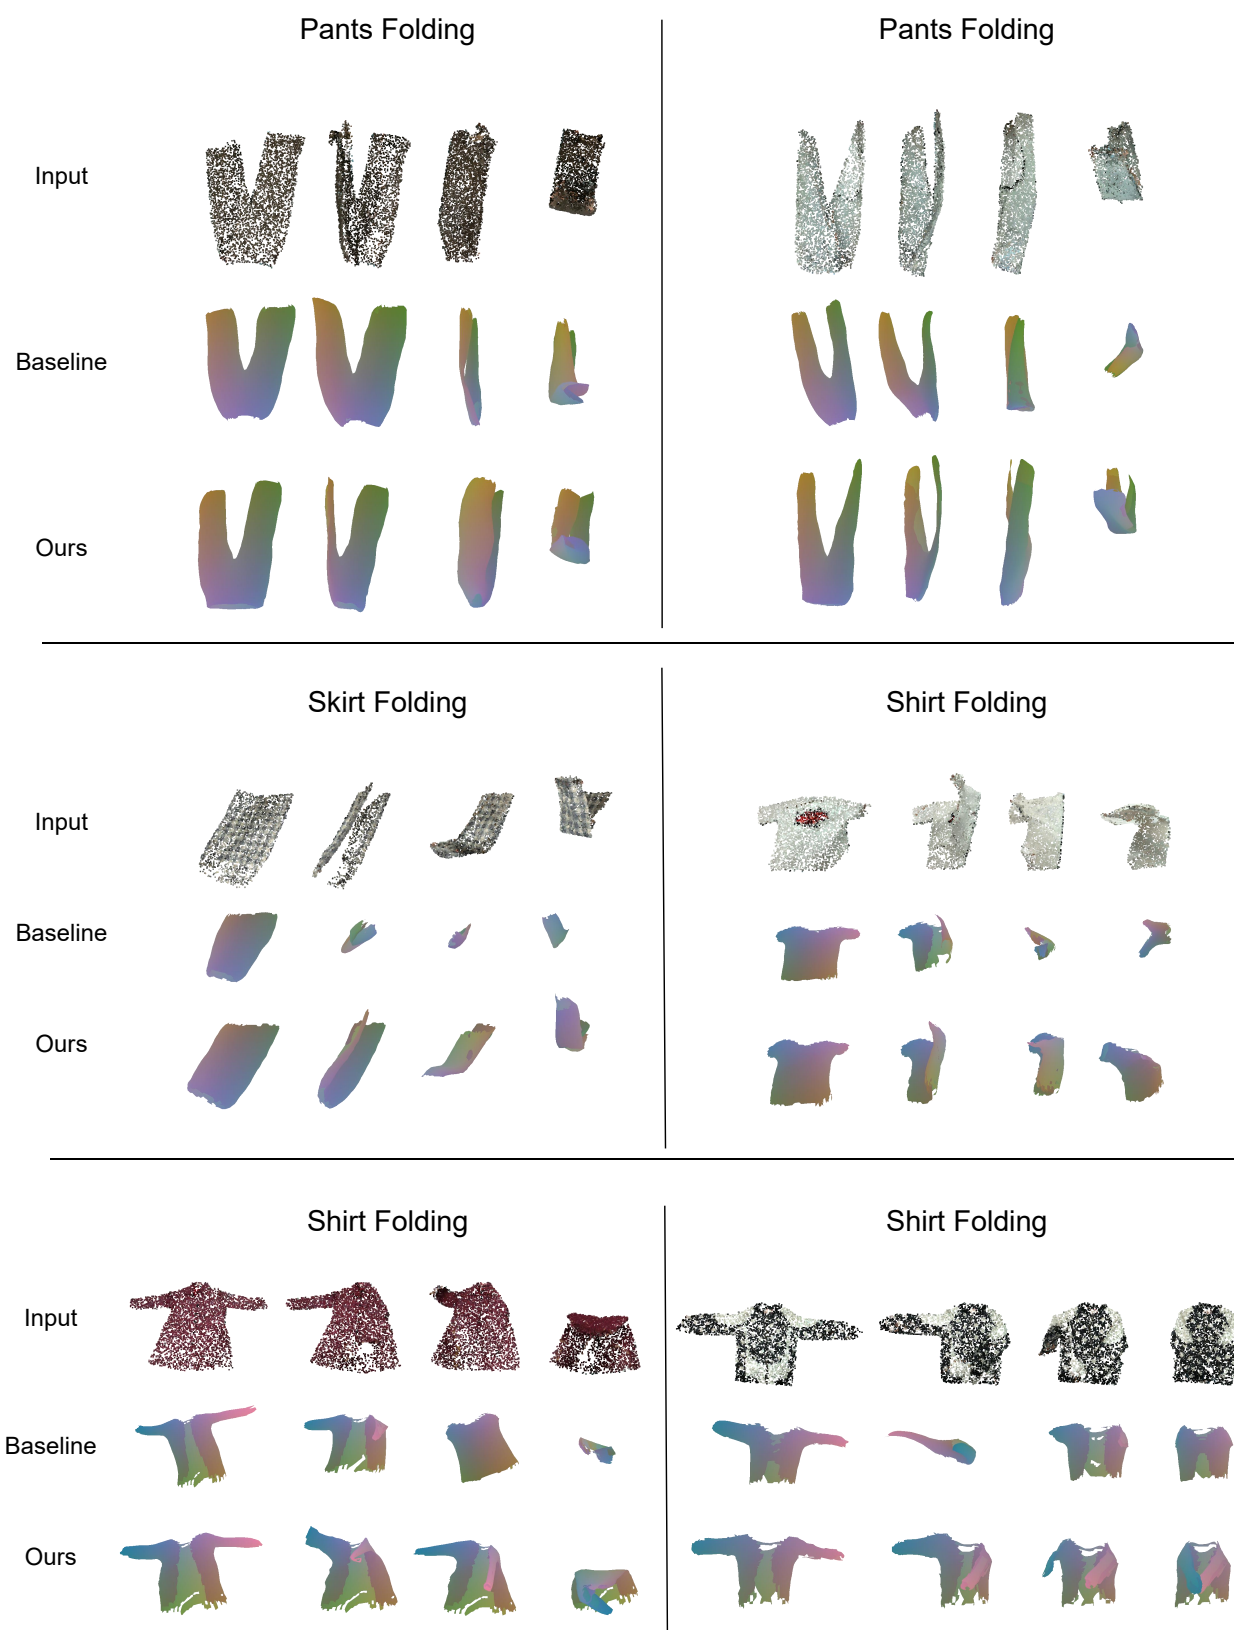 Pants Folding
Pants Folding
Input
Baseline
Ours
Skirt Folding
Shirt Folding
Input
Baseline
Ours
Shirt Folding
Shirt Folding
Input
Baseline
Ours